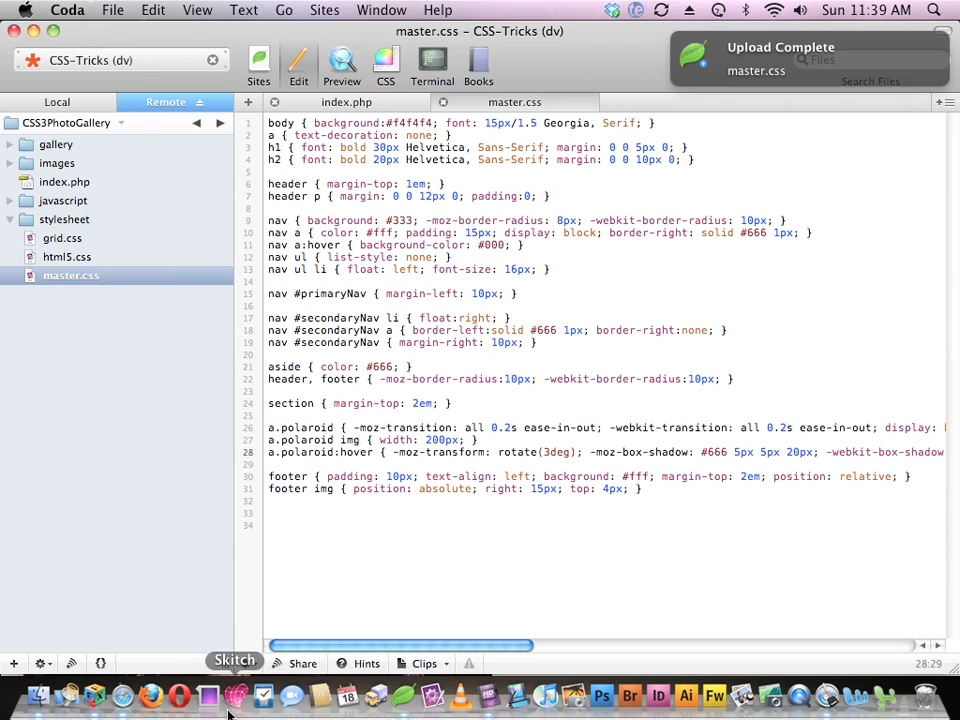 Coda File Edit View Text Go Sites Window Help Sun 11:39 AM
master.css – CSS-Tricks (dv)
CSS-Tricks (dv)
Sites Edit Preview CSS Terminal Books
Upload Complete
master.css
Files
Search Files
Local Remote index.php master.css
CSS3PhotoGallery
gallery
images
index.php
javascript
stylesheet
grid.css
html5.css
master.css
1 body { background:#f4f4f4; font: 15px/1.5 Georgia, Serif; }
2 a { text-decoration: none; }
3 h1 { font: bold 30px Helvetica, Sans-Serif; margin: 0 0 5px 0; }
4 h2 { font: bold 20px Helvetica, Sans-Serif; margin: 0 0 10px 0; }
5
6 header { margin-top: 1em; }
7 header p { margin: 0 0 12px 0; padding:0; }
8
9 nav { background: #333; -moz-border-radius: 8px; -webkit-border-radius: 10px; }
10 nav a { color: #fff; padding: 15px; display: block; border-right: solid #666 1px; }
11 nav a:hover { background-color: #000; }
12 nav ul { list-style: none; }
13 nav ul li { float: left; font-size: 16px; }
14
15 nav #primaryNav { margin-left: 10px; }
16
17 nav #secondaryNav li { float:right; }
18 nav #secondaryNav a { border-left:solid #666 1px; border-right:none; }
19 nav #secondaryNav { margin-right: 10px; }
20
21 aside { color: #666; }
22 header, footer { -moz-border-radius:10px; -webkit-border-radius:10px; }
23
24 section { margin-top: 2em; }
25
26 a.polaroid { -moz-transition: all 0.2s ease-in-out; -webkit-transition: all 0.2s ease-in-out; display:
27 a.polaroid img { width: 200px; }
28 a.polaroid:hover { -moz-transform: rotate(3deg); -moz-box-shadow: #666 5px 5px 20px; -webkit-box-shadow
29
30 footer { padding: 10px; text-align: left; background: #fff; margin-top: 2em; position: relative; }
31 footer img { position: absolute; right: 15px; top: 4px; }
32
33
34
Skitch
Share Hints Clips 28:29
18 HP Ps Br ID Ai Fw